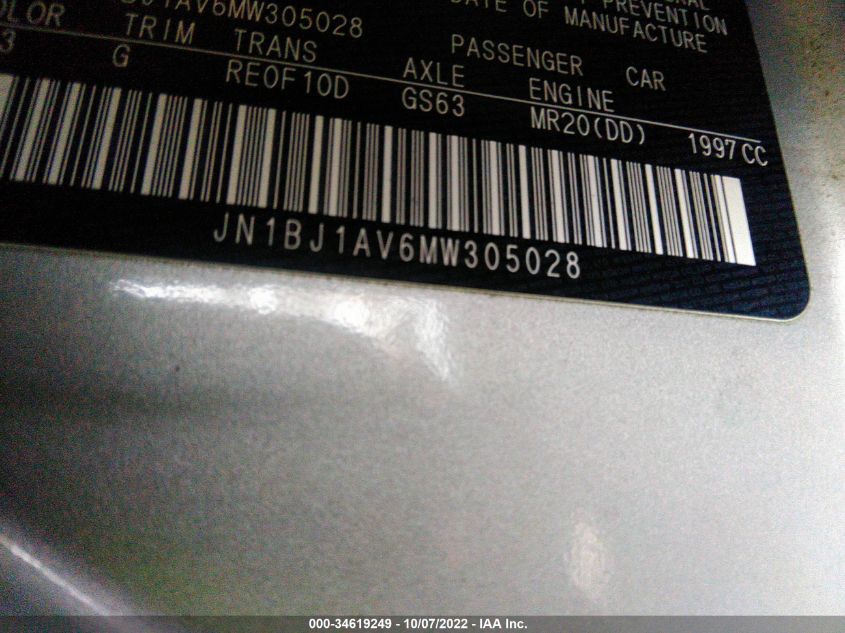 PREVENTION
DATE OF MANUFACTURE
AV6MW305028
TRIM TRANS PASSENGER CAR
G RE0F10D AXLE ENGINE
GS63 MR20(DD) 1997CC
JN1BJ1AV6MW305028
000-34619249 - 10/07/2022 - IAA Inc.